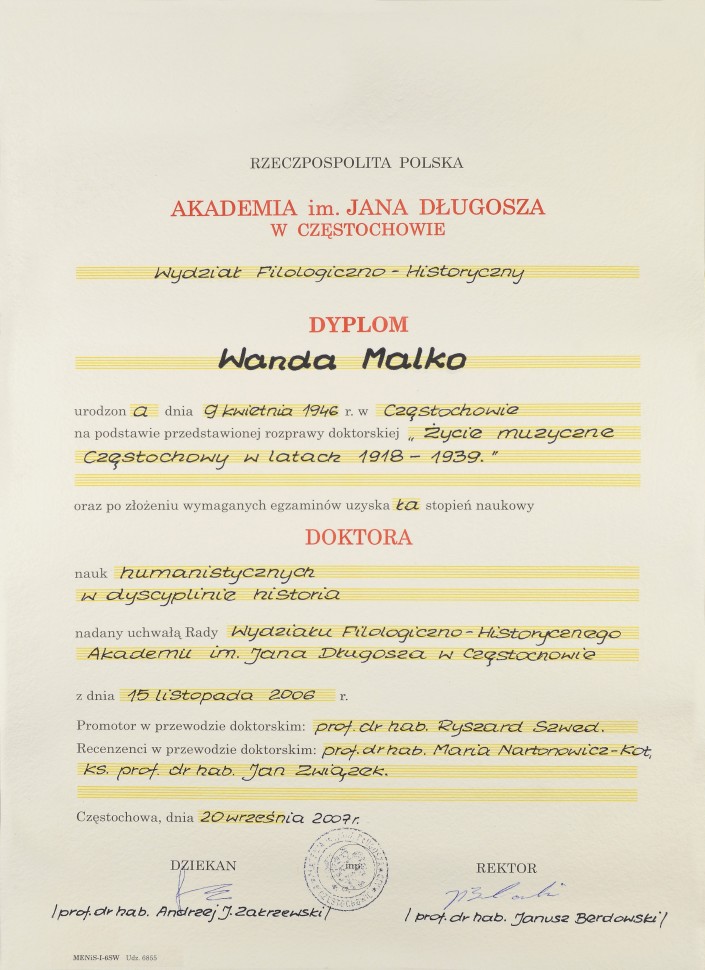 RZECZPOSPOLITA POLSKA
AKADEMIA im. JANA DŁUGOSZA
W CZĘSTOCHOWIE
Wydział Filologiczno - Historyczny
DYPLOM
Wanda Malko
urodzon a dnia 9 kwietnia 1946 r. w Częstochowie
na podstawie przedstawionej rozprawy doktorskiej „Życie muzyczne
Częstochowy w latach 1918 - 1939."
oraz po złożeniu wymaganych egzaminów uzyska ła stopień naukowy
DOKTORA
nauk humanistycznych
w dyscyplinie historia
nadany uchwałą Rady Wydziału Filologiczno-Historycznego
Akademii im. Jana Długosza w Częstochowie
z dnia 15 listopada 2006 r.
Promotor w przewodzie doktorskim: prof. dr hab. Ryszard Szwed.
Recenzenci w przewodzie doktorskim: prof. dr hab. Maria Nartonowicz-Kot,
ks. prof. dr hab. Jan Związek.
Częstochowa, dnia 20 września 2007r.
DZIEKAN
mp.
REKTOR
/prof. dr hab. Andrzej J. Zakrzewski/
/prof. dr hab. Janusz Berdowski/
MENiS-I-6SW Udz. 6855